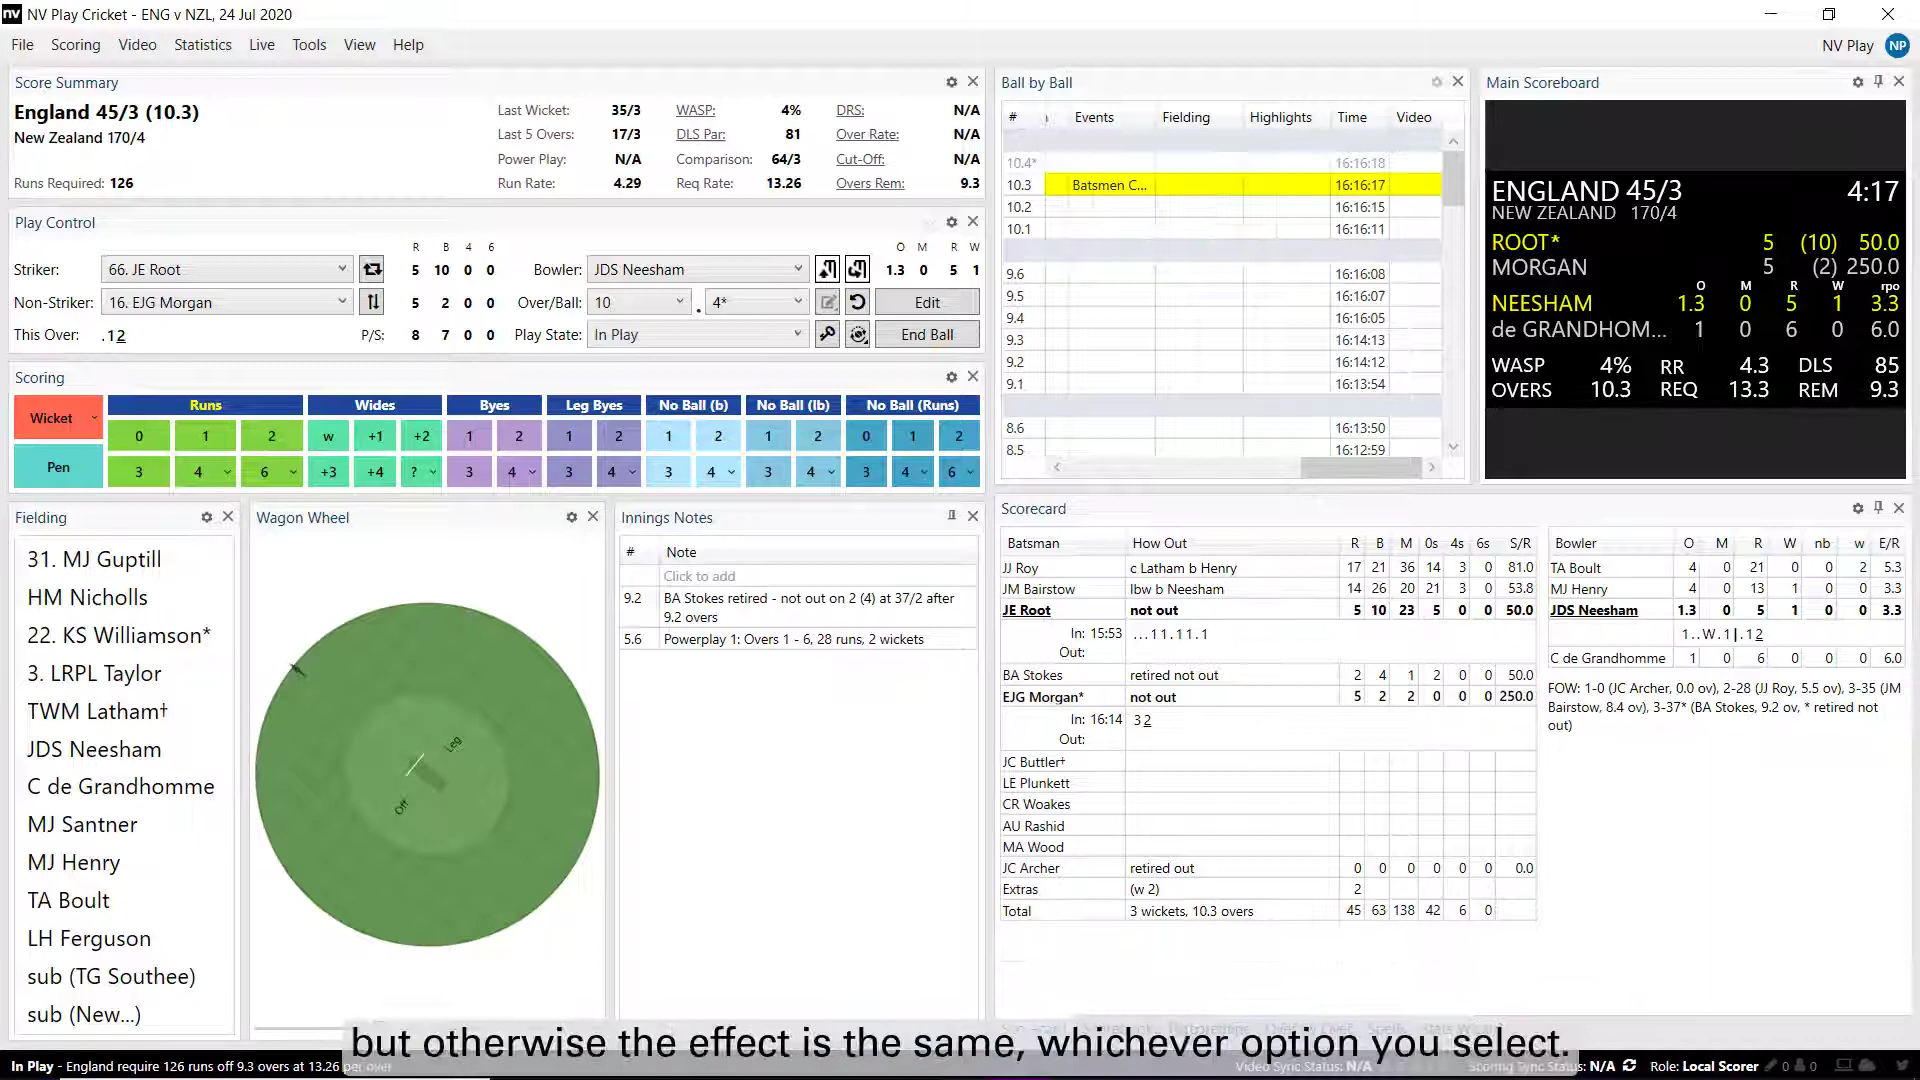 NV Play Cricket - ENG v NZL, 24 Jul 2020
File Scoring Video Statistics Live Tools View Help
NV Play NP
Score Summary
England 45/3 (10.3)
New Zealand 170/4
Runs Required: 126
Last Wicket: 35/3 WASP: 4% DRS: N/A
Last 5 Overs: 17/3 DLS Par: 81 Over Rate: N/A
Power Play: N/A Comparison: 64/3 Cut-Off: N/A
Run Rate: 4.29 Req Rate: 13.26 Overs Rem: 9.3
Play Control
R B 4 6 O M R W
Striker: 66. JE Root 5 10 0 0 Bowler: JDS Neesham 1.3 0 5 1
Non-Striker: 16. EJG Morgan 5 2 0 0 Over/Ball: 10 . 4* Edit
This Over: .12 P/S: 8 7 0 0 Play State: In Play End Ball
Scoring
Wicket Runs Wides Byes Leg Byes No Ball (b) No Ball (lb) No Ball (Runs)
0 1 2 w +1 +2 1 2 1 2 1 2 1 2 0 1 2
Pen 3 4 6 +3 +4 ? 3 4 3 4 3 4 3 4 3 4 6
Fielding
31. MJ Guptill
HM Nicholls
22. KS Williamson*
3. LRPL Taylor
TWM Latham†
JDS Neesham
C de Grandhomme
MJ Santner
MJ Henry
TA Boult
LH Ferguson
sub (TG Southee)
sub (New...)
Wagon Wheel
Leg
Off
Innings Notes
# Note
Click to add
9.2 BA Stokes retired - not out on 2 (4) at 37/2 after
9.2 overs
5.6 Powerplay 1: Overs 1 - 6, 28 runs, 2 wickets
Ball by Ball
# Events Fielding Highlights Time Video
10.4* 16:16:18
10.3 Batsmen C... 16:16:17
10.2 16:16:15
10.1 16:16:11
9.6 16:16:08
9.5 16:16:07
9.4 16:16:05
9.3 16:14:13
9.2 16:14:12
9.1 16:13:54
8.6 16:13:50
8.5 16:12:59
Main Scoreboard
ENGLAND 45/3 4:17
NEW ZEALAND 170/4
ROOT* 5 (10) 50.0
MORGAN 5 (2) 250.0
O M R W rpo
NEESHAM 1.3 0 5 1 3.3
de GRANDHOM... 1 0 6 0 6.0
WASP 4% RR 4.3 DLS 85
OVERS 10.3 REQ 13.3 REM 9.3
Scorecard
Batsman How Out R B M 0s 4s 6s S/R
JJ Roy c Latham b Henry 17 21 36 14 3 0 81.0
JM Bairstow lbw b Neesham 14 26 20 21 3 0 53.8
JE Root not out 5 10 23 5 0 0 50.0
In: 15:53 ...11.11.1
Out:
BA Stokes retired not out 2 4 1 2 0 0 50.0
EJG Morgan* not out 5 2 2 0 0 0 250.0
In: 16:14 32
Out:
JC Buttler†
LE Plunkett
CR Woakes
AU Rashid
MA Wood
JC Archer retired out 0 0 0 0 0 0 0.0
Extras (w 2) 2
Total 3 wickets, 10.3 overs 45 63 138 42 6 0
Bowler O M R W nb w E/R
TA Boult 4 0 21 0 0 2 5.3
MJ Henry 4 0 13 1 0 0 3.3
JDS Neesham 1.3 0 5 1 0 0 3.3
1..W.1|.12
C de Grandhomme 1 0 6 0 0 0 6.0
FOW: 1-0 (JC Archer, 0.0 ov), 2-28 (JJ Roy, 5.5 ov), 3-35 (JM
Bairstow, 8.4 ov), 3-37* (BA Stokes, 9.2 ov, * retired not
out)
but otherwise the effect is the same, whichever option you select.
In Play - England require 126 runs off 9.3 overs at 13.26 per over Video Sync Status: N/A Scoring Sync Status: N/A Role: Local Scorer 0 0